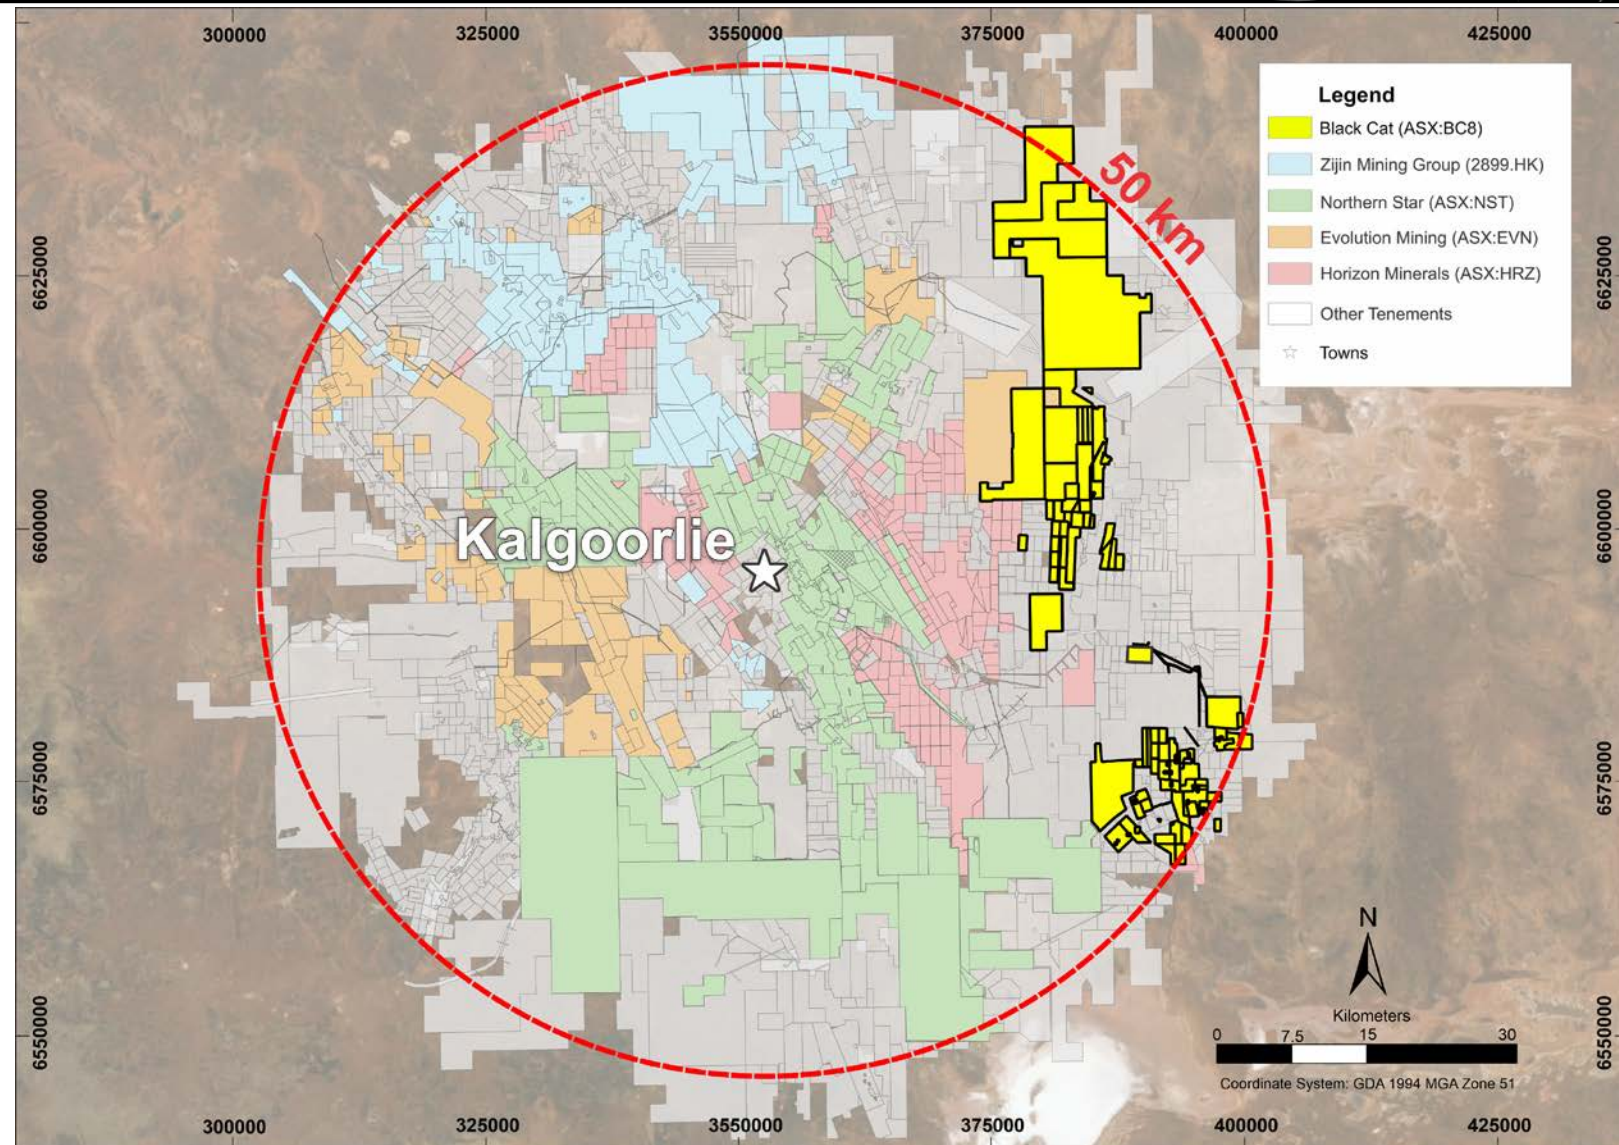 300000 325000 3550000 375000 400000 425000
Legend
Black Cat (ASX:BC8)
Zijin Mining Group (2899.HK)
Northern Star (ASX:NST)
Evolution Mining (ASX:EVN)
Horizon Minerals (ASX:HRZ)
Other Tenements
Towns
50 km
6625000 6625000
6600000 6600000
Kalgoorlie
6575000 6575000
6550000 6550000
N
Kilometers
0 7.5 15 30
Coordinate System: GDA 1994 MGA Zone 51
300000 325000 3550000 375000 400000 425000